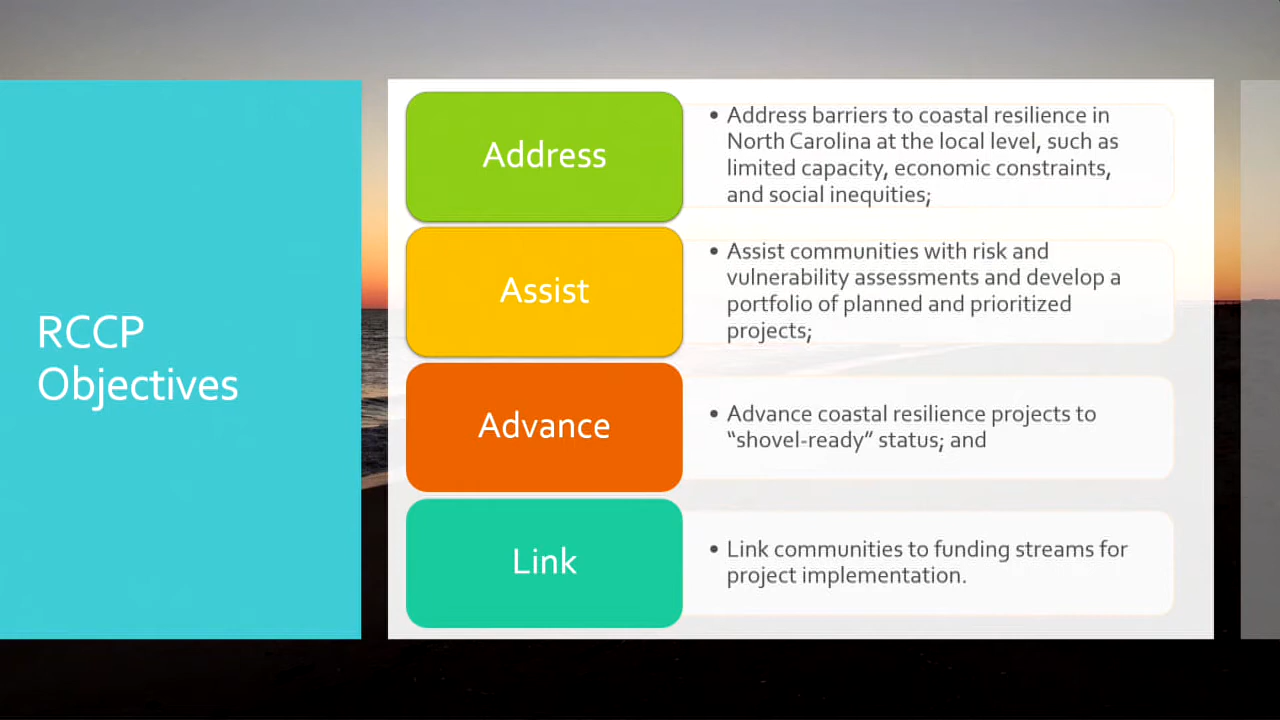 RCCP
Objectives
Address
• Address barriers to coastal resilience in
North Carolina at the local level, such as
limited capacity, economic constraints,
and social inequities;
Assist
• Assist communities with risk and
vulnerability assessments and develop a
portfolio of planned and prioritized
projects;
Advance
• Advance coastal resilience projects to
“shovel-ready” status; and
Link
• Link communities to funding streams for
project implementation.